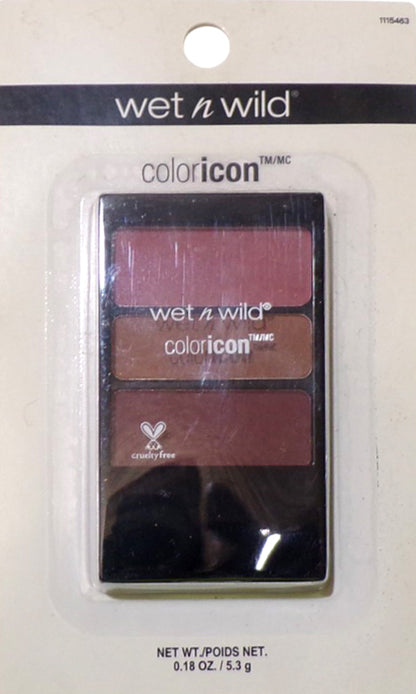 1115463
wet n wild®
coloricon™/MC
wet n wild®
coloricon™/MC
crueltyfree
NET WT./POIDS NET.
0.18 OZ. / 5.3 g